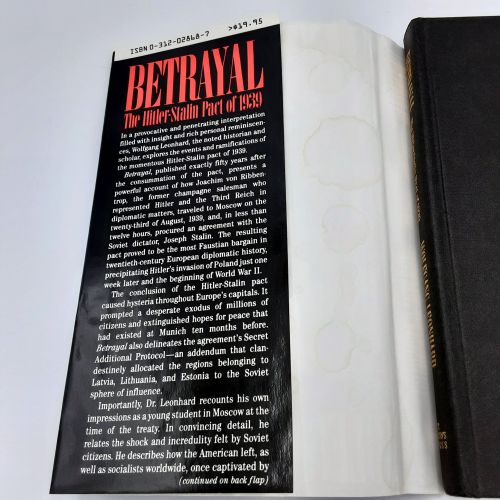 ISBN 0-312-02868-7 >$19.95
BETRAYAL
The Hitler-Stalin Pact of 1939
In a provocative and penetrating interpretation
filled with insight and rich personal reminiscen-
ces, Wolfgang Leonhard, the noted historian and
scholar, explores the events and ramifications of
the momentous Hitler-Stalin pact of 1939.
Betrayal, published exactly fifty years after
the consummation of the pact, presents a
powerful account of how Joachim von Ribben-
trop, the former champagne salesman who
represented Hitler and the Third Reich in
diplomatic matters, traveled to Moscow on the
twenty-third of August, 1939, and, in less than
twelve hours, procured an agreement with the
Soviet dictator, Joseph Stalin. The resulting
pact proved to be the most Faustian bargain in
twentieth-century European diplomatic history,
precipitating Hitler's invasion of Poland just one
week later and the beginning of World War II.
The conclusion of the Hitler-Stalin pact
caused hysteria throughout Europe's capitals. It
prompted a desperate exodus of millions of
citizens and extinguished hopes for peace that
had existed at Munich ten months before.
Betrayal also delineates the agreement's Secret
Additional Protocol—an addendum that clan-
destinely allocated the regions belonging to
Latvia, Lithuania, and Estonia to the Soviet
sphere of influence.
Importantly, Dr. Leonhard recounts his own
impressions as a young student in Moscow at the
time of the treaty. In convincing detail, he
relates the shock and incredulity felt by Soviet
citizens. He describes how the American left, as
well as socialists worldwide, once captivated by
(continued on back flap)